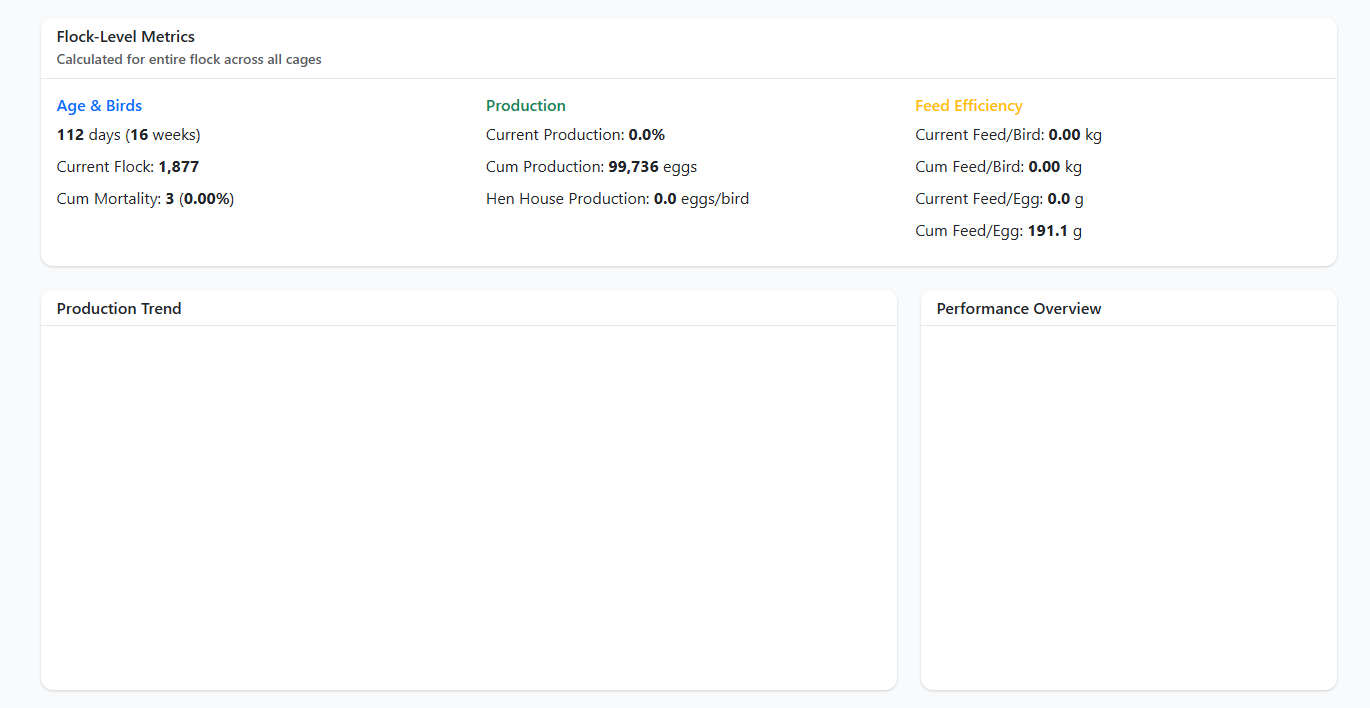 Flock-Level Metrics
Calculated for entire flock across all cages
Age & Birds
112 days (16 weeks)
Current Flock: 1,877
Cum Mortality: 3 (0.00%)
Production
Current Production: 0.0%
Cum Production: 99,736 eggs
Hen House Production: 0.0 eggs/bird
Feed Efficiency
Current Feed/Bird: 0.00 kg
Cum Feed/Bird: 0.00 kg
Current Feed/Egg: 0.0 g
Cum Feed/Egg: 191.1 g
Production Trend
Performance Overview